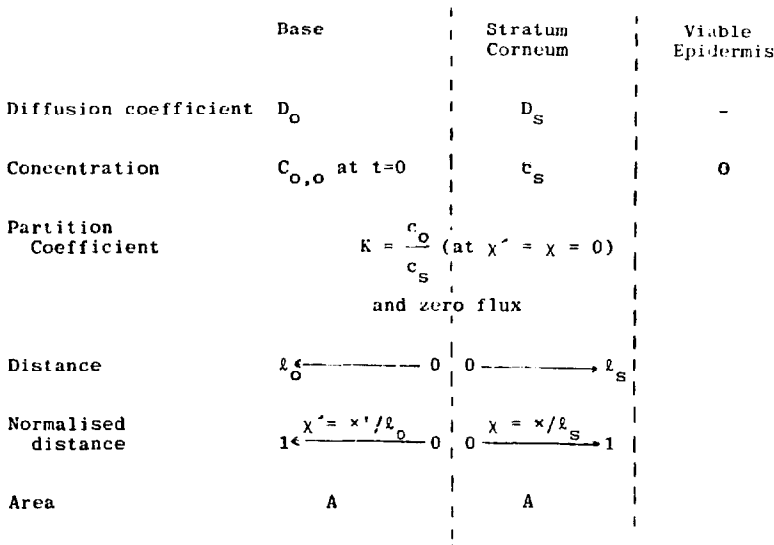 Base Stratum Corneum Viable Epidermis
Diffusion coefficient D_o D_s -
Concentration C_o,o at t=0 c_s 0
Partition Coefficient K = c_o/c_s (at χ´ = χ = 0)
and zero flux
Distance ℓ_o 0 0 ℓ_s
Normalised distance 1 χ´= x'/ℓ_o 0 0 χ = x/ℓ_s 1
Area A A